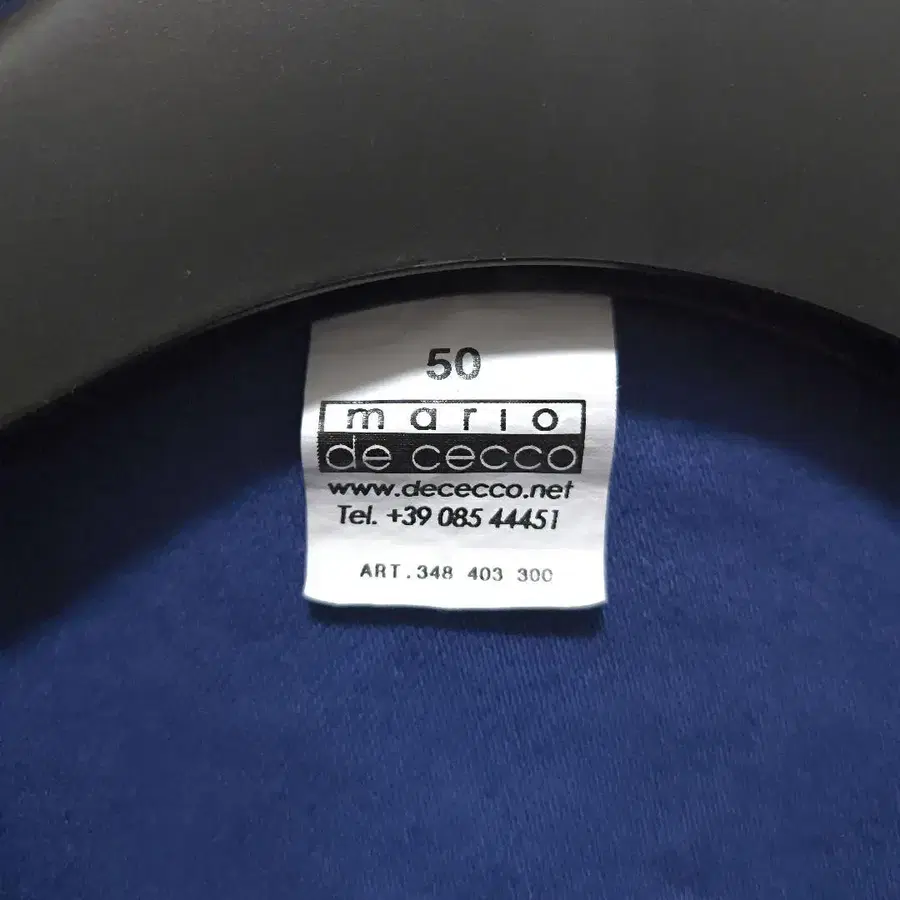 50
mario
de cecco
www.dececco.net
Tel. +39 085 44451
ART.348 403 300